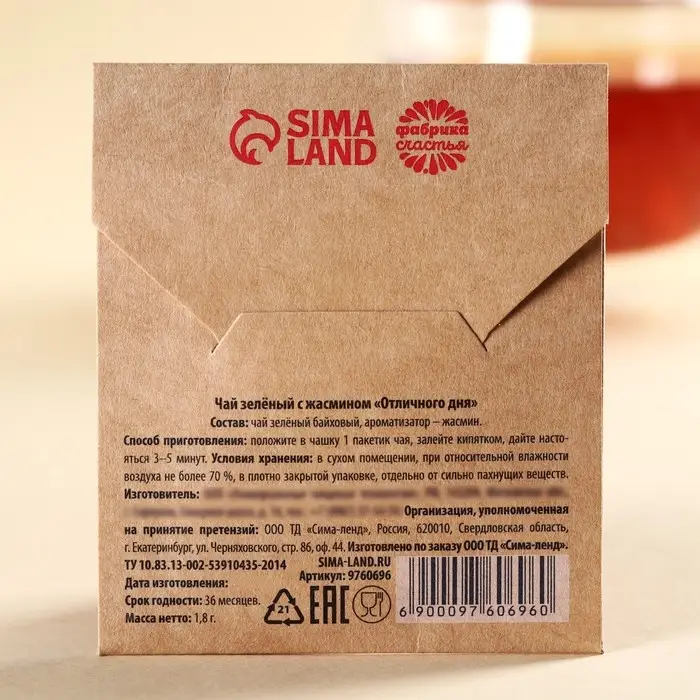 SIMA LAND
фабрика счастья
Чай зелёный с жасмином «Отличного дня»
Состав: чай зелёный байховый, ароматизатор – жасмин.
Способ приготовления: положите в чашку 1 пакетик чая, залейте кипятком, дайте насто-
яться 3–5 минут. Условия хранения: в сухом помещении, при относительной влажности
воздуха не более 70 %, в плотно закрытой упаковке, отдельно от сильно пахнущих веществ.
Изготовитель:
Организация, уполномоченная
на принятие претензий: ООО ТД «Сима-ленд», Россия, 620010, Свердловская область,
г. Екатеринбург, ул. Черняховского, стр. 86, оф. 44. Изготовлено по заказу ООО ТД «Сима-ленд».
ТУ 10.83.13-002-53910435-2014
SIMA-LAND.RU
Дата изготовления:
Артикул: 9760696
Срок годности: 36 месяцев.
Масса нетто: 1,8 г.
21
EAC
6 900097 606960